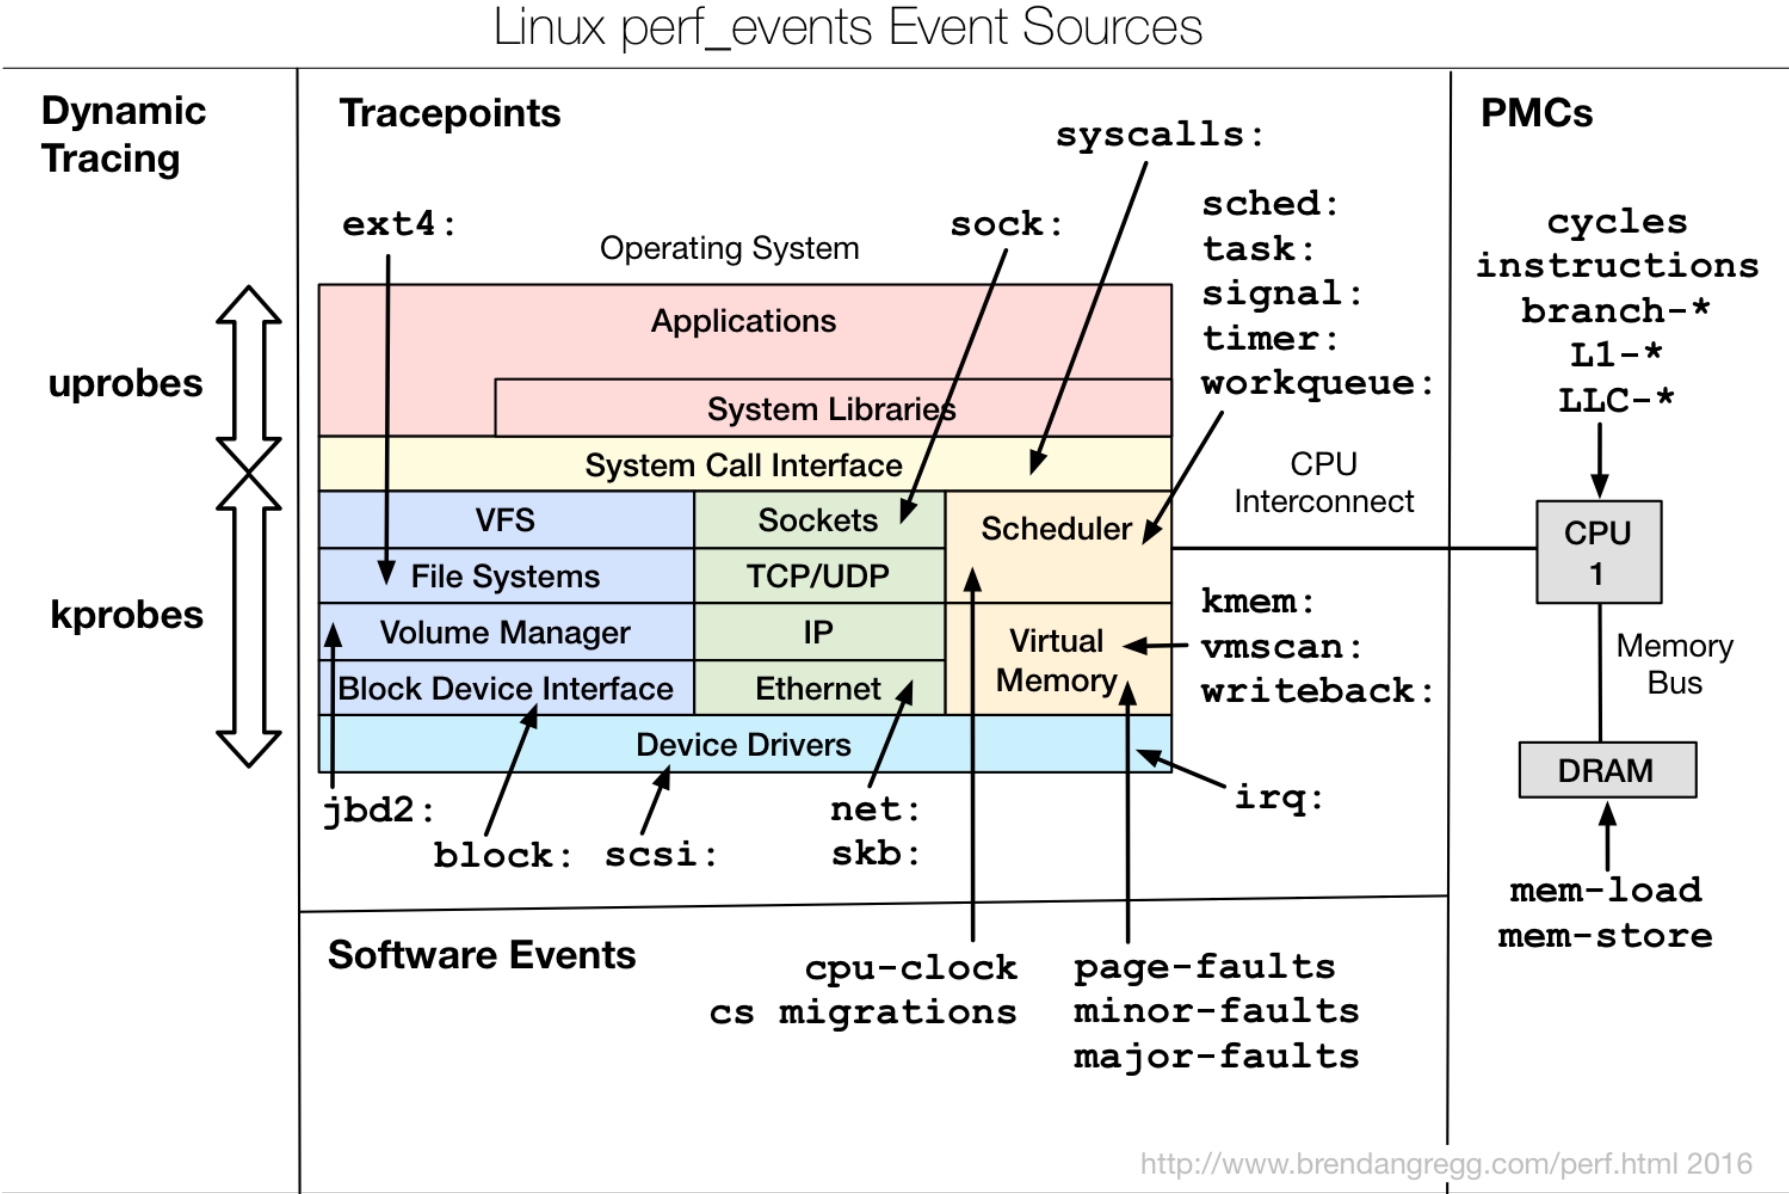 Linux perf_events Event Sources
Dynamic
Tracing
uprobes
kprobes
Tracepoints
syscalls:
ext4:
Operating System
sock:
sched:
task:
signal:
timer:
workqueue:
Applications
System Libraries
System Call Interface
VFS
Sockets
Scheduler
File Systems
TCP/UDP
Volume Manager
IP
Virtual
Memory
Block Device Interface
Ethernet
Device Drivers
CPU
Interconnect
kmem:
vmscan:
writeback:
jbd2:
block:
scsi:
net:
skb:
irq:
Software Events
cpu-clock
cs migrations
page-faults
minor-faults
major-faults
PMCs
cycles
instructions
branch-*
L1-*
LLC-*
CPU
1
Memory
Bus
DRAM
mem-load
mem-store
http://www.brendangregg.com/perf.html 2016